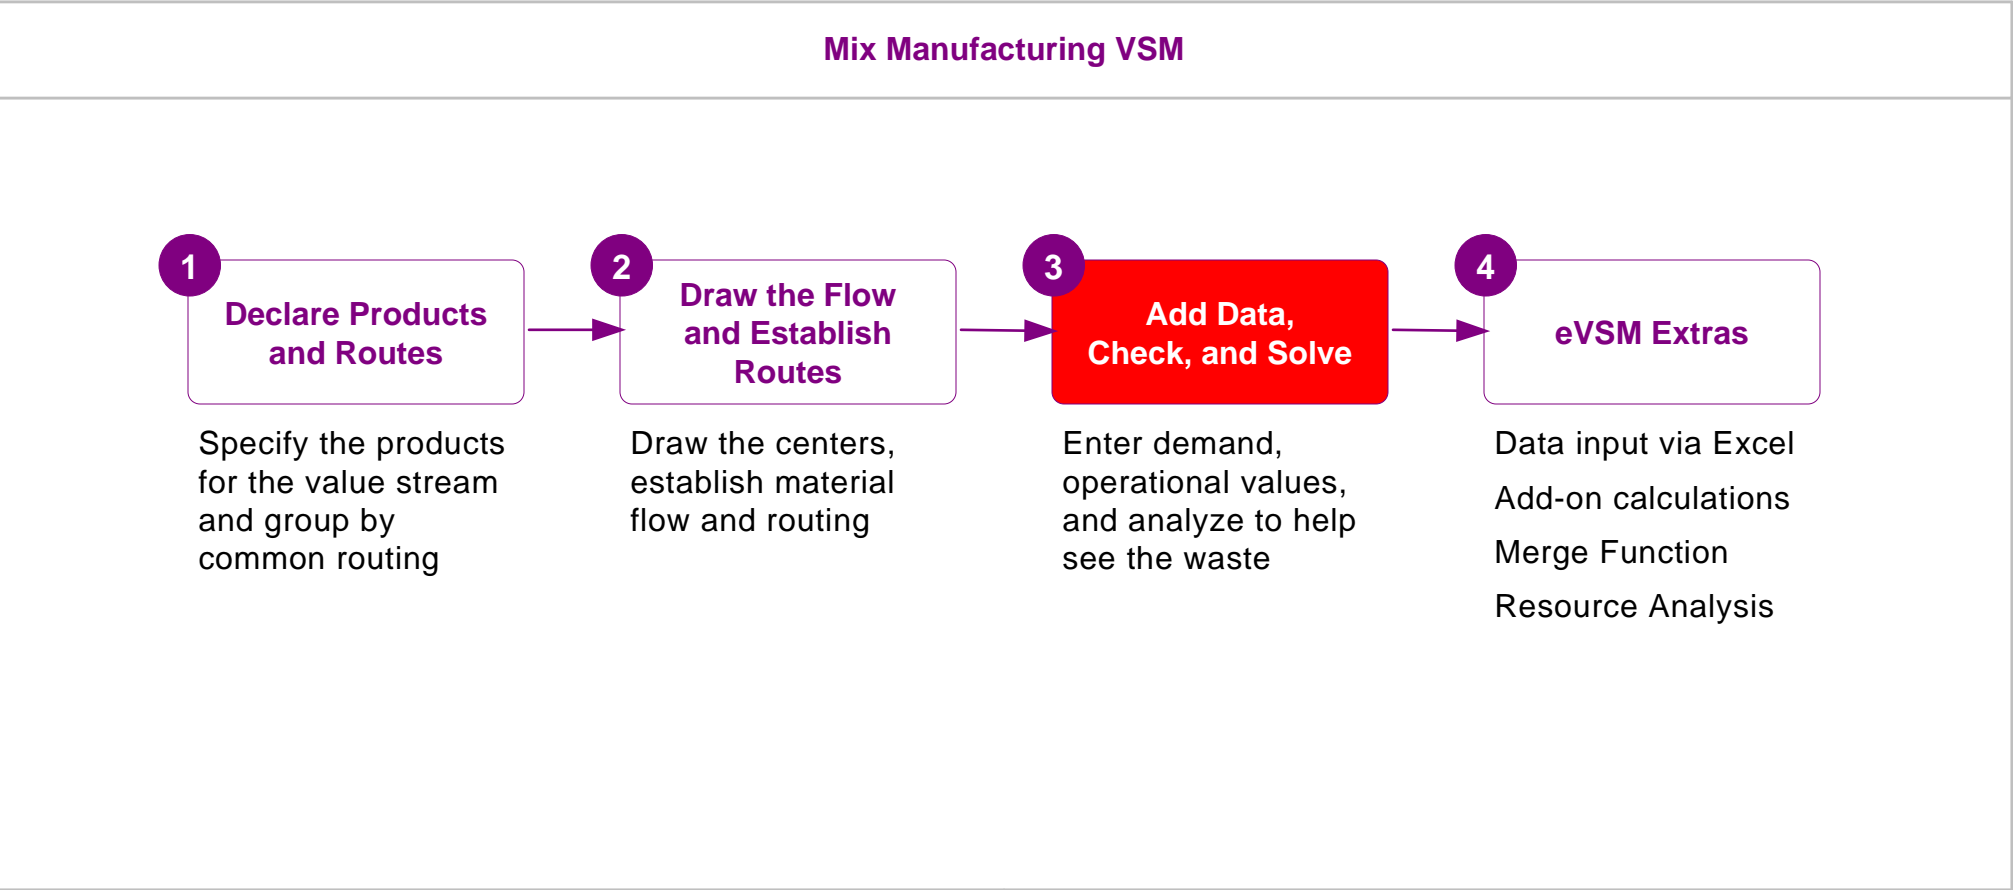 Mix Manufacturing VSM
1
Declare Products
and Routes
Specify the products
for the value stream
and group by
common routing
2
Draw the Flow
and Establish
Routes
Draw the centers,
establish material
flow and routing
3
Add Data,
Check, and Solve
Enter demand,
operational values,
and analyze to help
see the waste
4
eVSM Extras
Data input via Excel
Add-on calculations
Merge Function
Resource Analysis